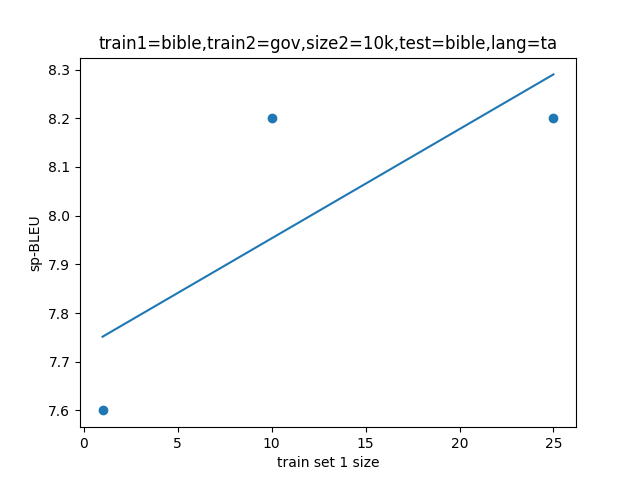 train1=bible,train2=gov,size2=10k,test=bible,lang=ta
8.3
8.2
8.1
8.0
7.9
7.8
7.7
7.6
sp-BLEU
0 5 10 15 20 25
train set 1 size